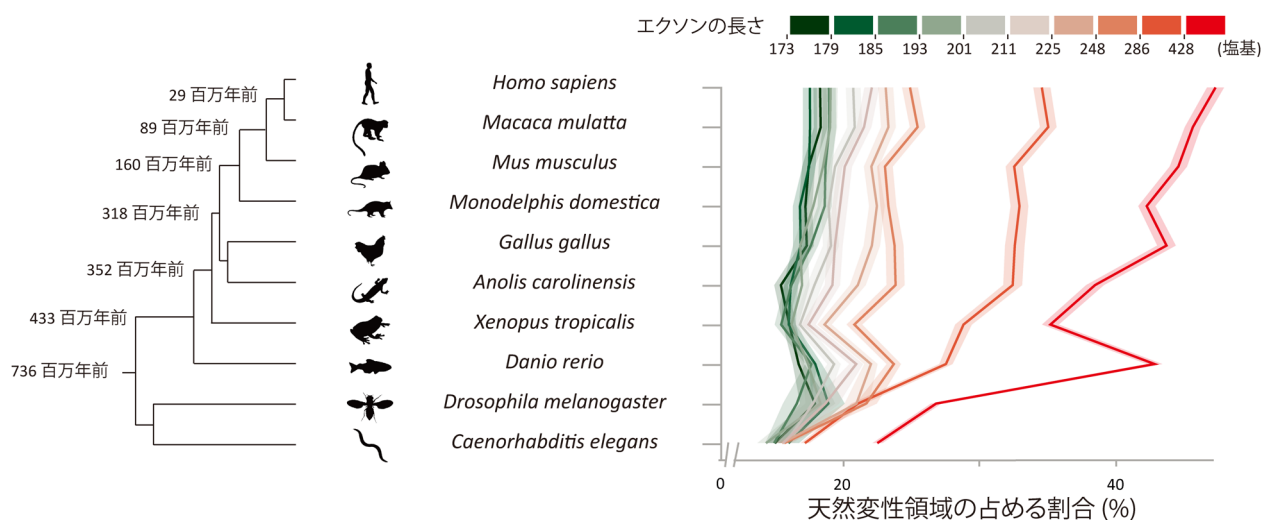 エクソンの長さ
173 179 185 193 201 211 225 248 286 428 (塩基)
29 百万年前
89 百万年前
160 百万年前
318 百万年前
352 百万年前
433 百万年前
736 百万年前
Homo sapiens
Macaca mulatta
Mus musculus
Monodelphis domestica
Gallus gallus
Anolis carolinensis
Xenopus tropicalis
Danio rerio
Drosophila melanogaster
Caenorhabditis elegans
0 20 40
天然変性領域の占める割合 (%)